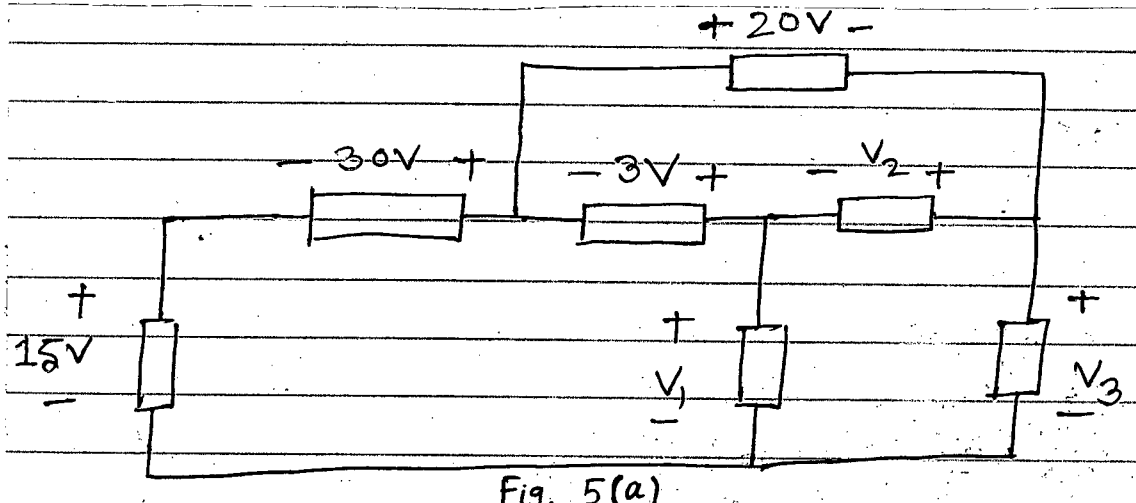 + 20V -
- 30V + - 3V + - V₂ +
+ + +
15V V₁ V₃
- - -
Fig. 5(a)